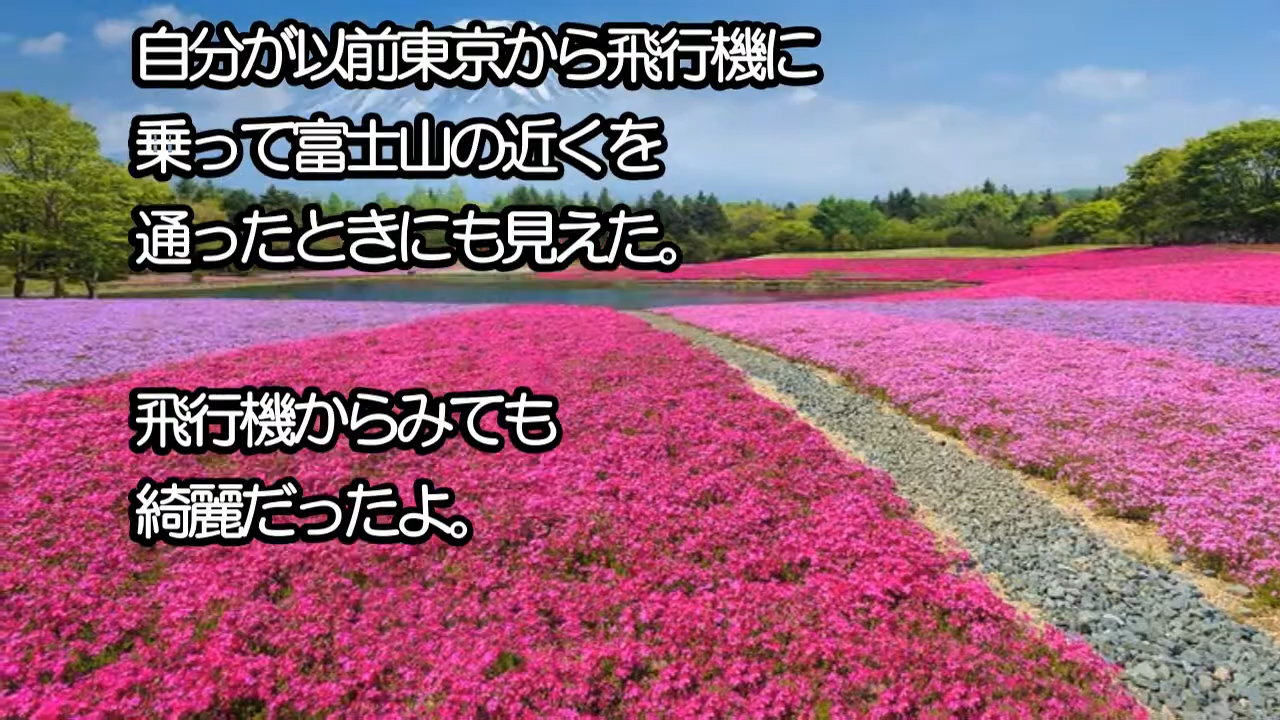 自分が以前東京から飛行機に
乗って富士山の近くを
通ったときにも見えた。
飛行機からみても
綺麗だったよ。